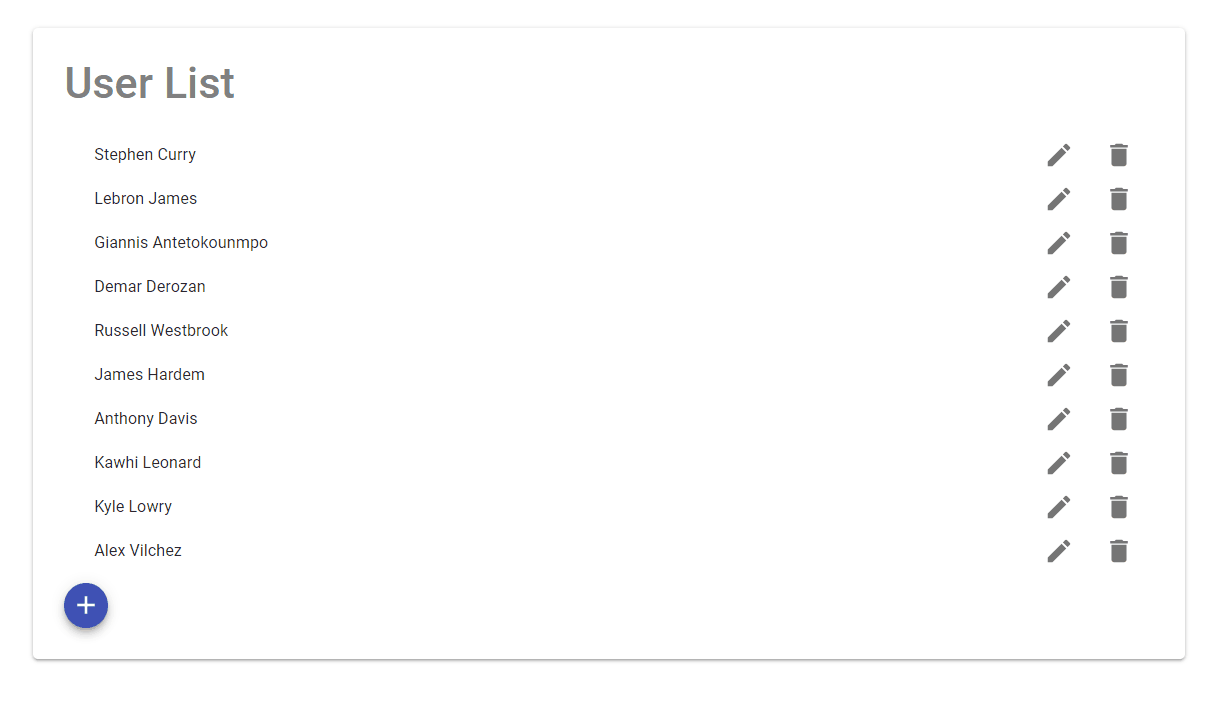 User List
Stephen Curry
Lebron James
Giannis Antetokounmpo
Demar Derozan
Russell Westbrook
James Hardem
Anthony Davis
Kawhi Leonard
Kyle Lowry
Alex Vilchez